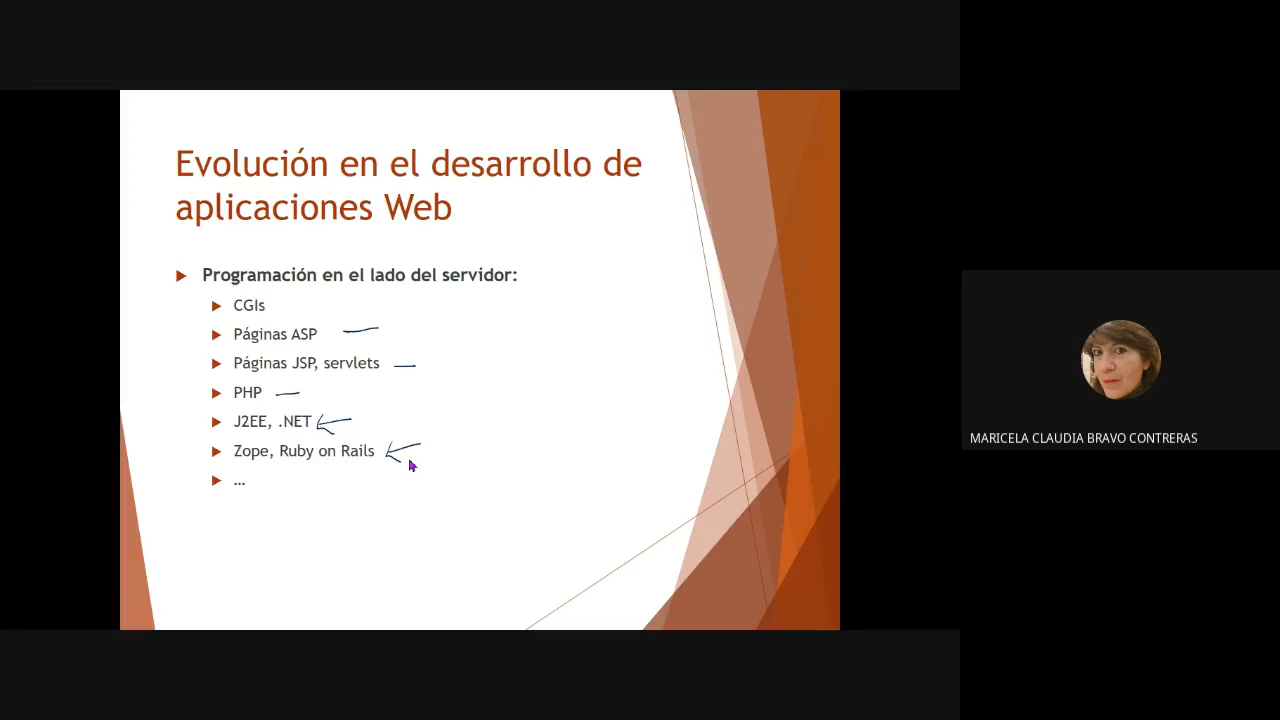 Evolución en el desarrollo de
aplicaciones Web
Programación en el lado del servidor:
CGIs
Páginas ASP
Páginas JSP, servlets
PHP
J2EE, .NET
Zope, Ruby on Rails
...
MARICELA CLAUDIA BRAVO CONTRERAS